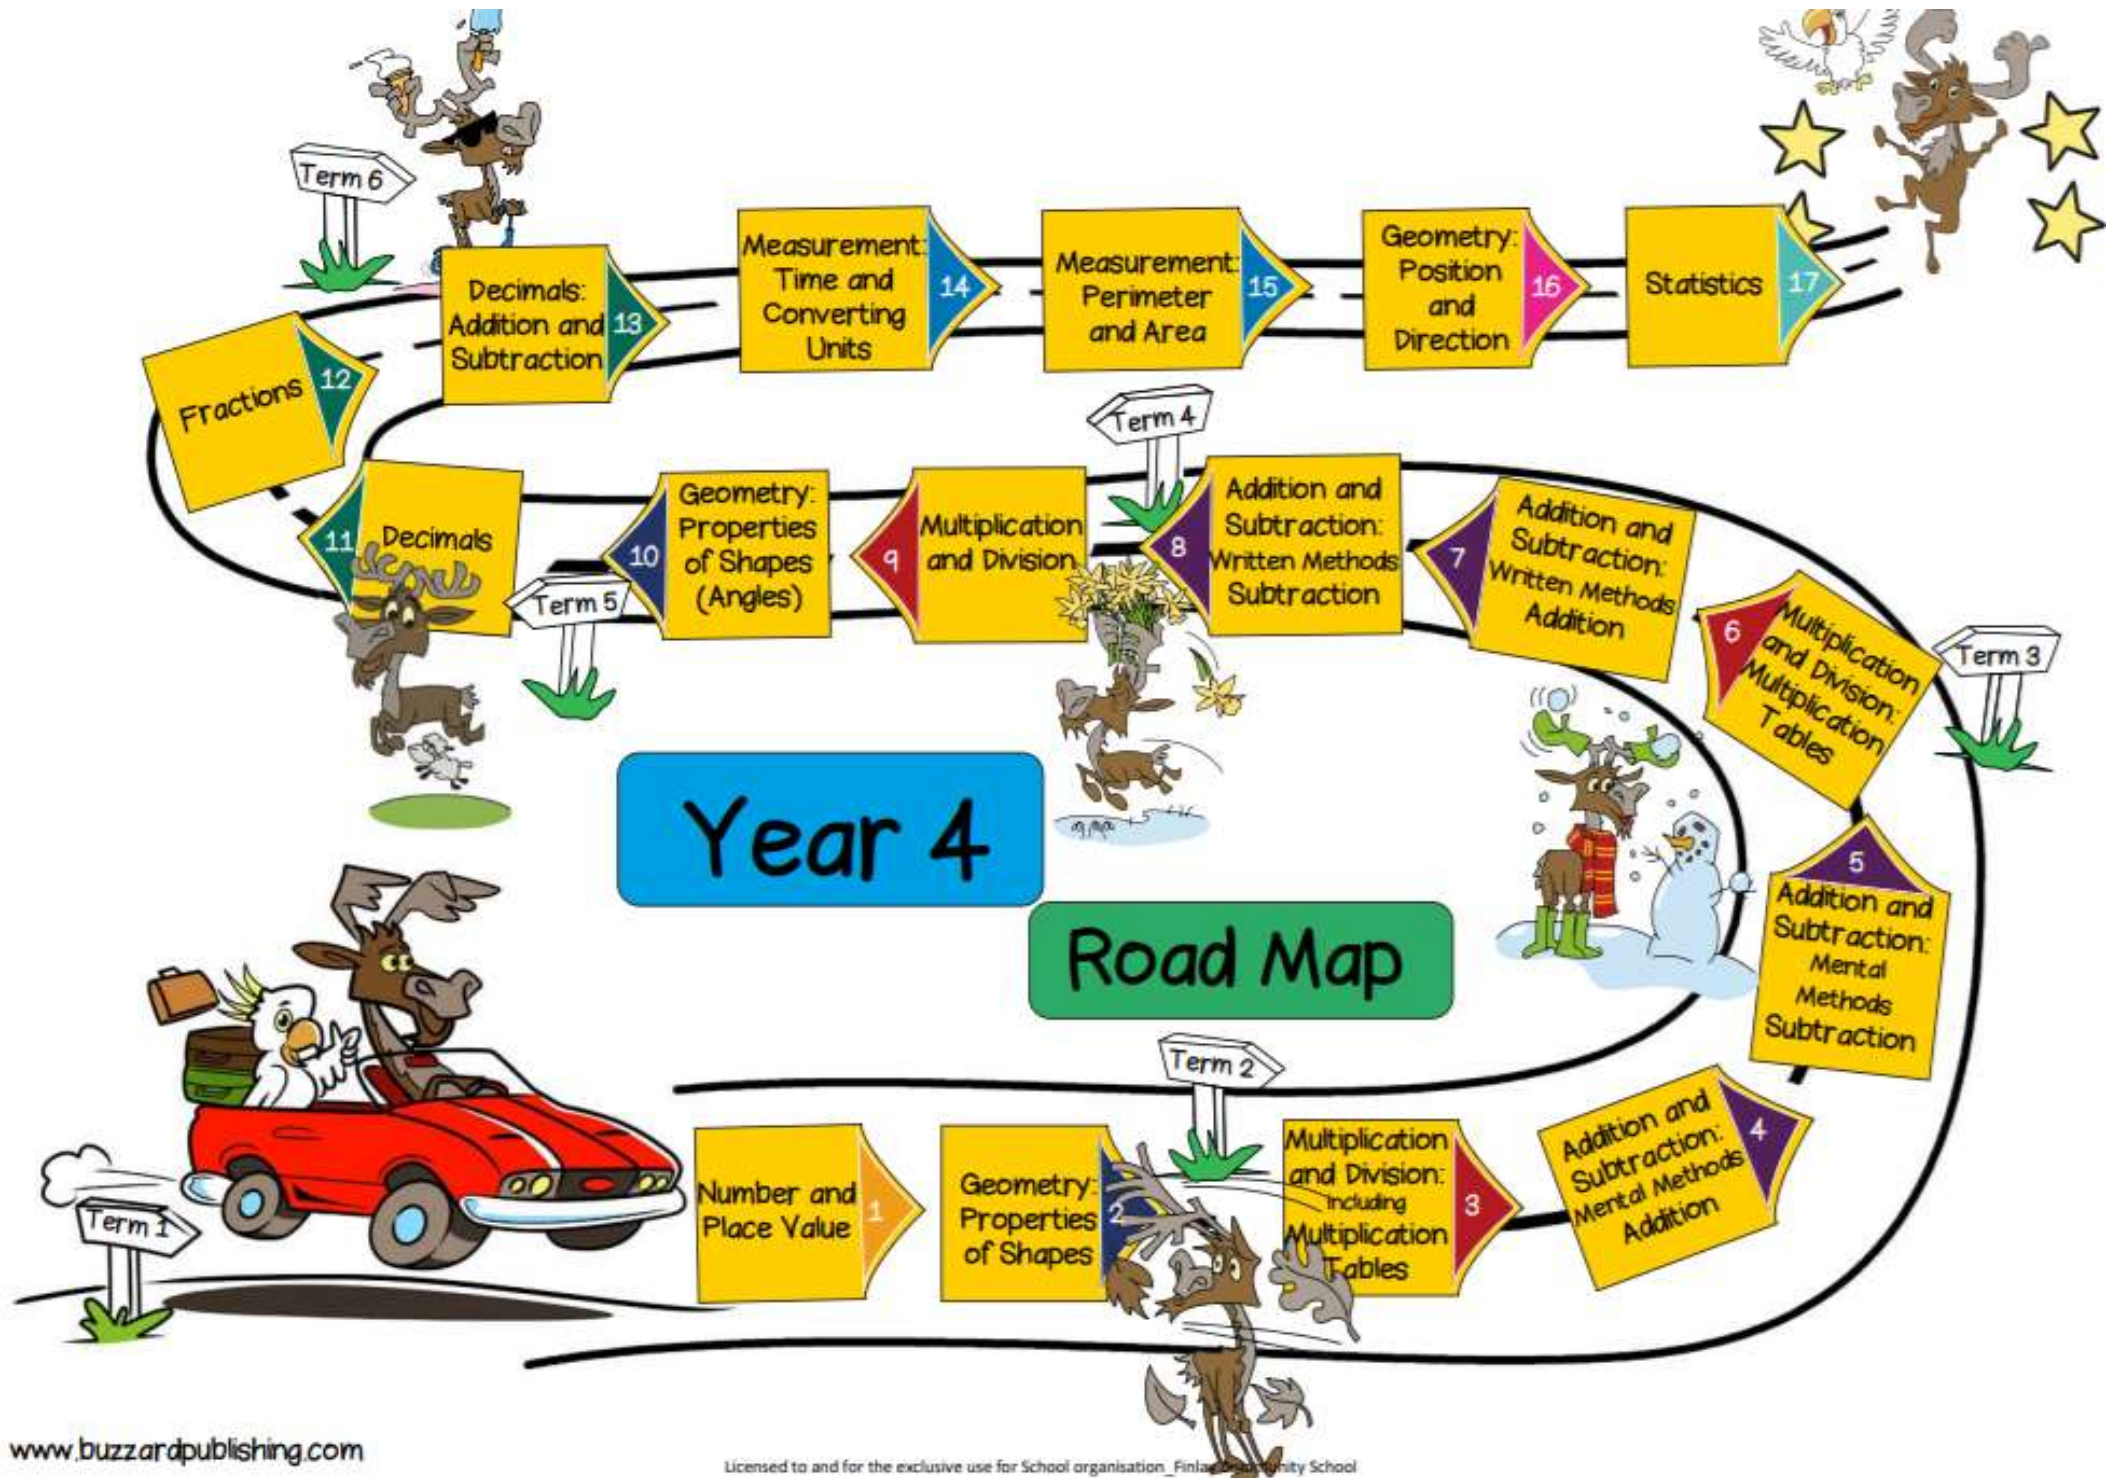 Term 1
Number and
Place Value
1
Geometry:
Properties
of Shapes
2
Term 2
Multiplication
and Division:
Including
Multiplication
Tables
3
Addition and
Subtraction:
Mental Methods
Addition
4
5
Addition and
Subtraction:
Mental
Methods
Subtraction
Term 3
6
Multiplication
and Division:
Multiplication
Tables
7
Addition and
Subtraction:
Written Methods
Addition
8
Addition and
Subtraction:
Written Methods
Subtraction
Term 4
9
Multiplication
and Division
10
Geometry:
Properties
of Shapes
(Angles)
Term 5
11
Decimals
Fractions
12
Term 6
Decimals:
Addition and
Subtraction
13
Measurement:
Time and
Converting
Units
14
Measurement:
Perimeter
and Area
15
Geometry:
Position
and
Direction
16
Statistics
17
Year 4
Road Map
www.buzzardpublishing.com
Licensed to and for the exclusive use for School organisation_Finlay School